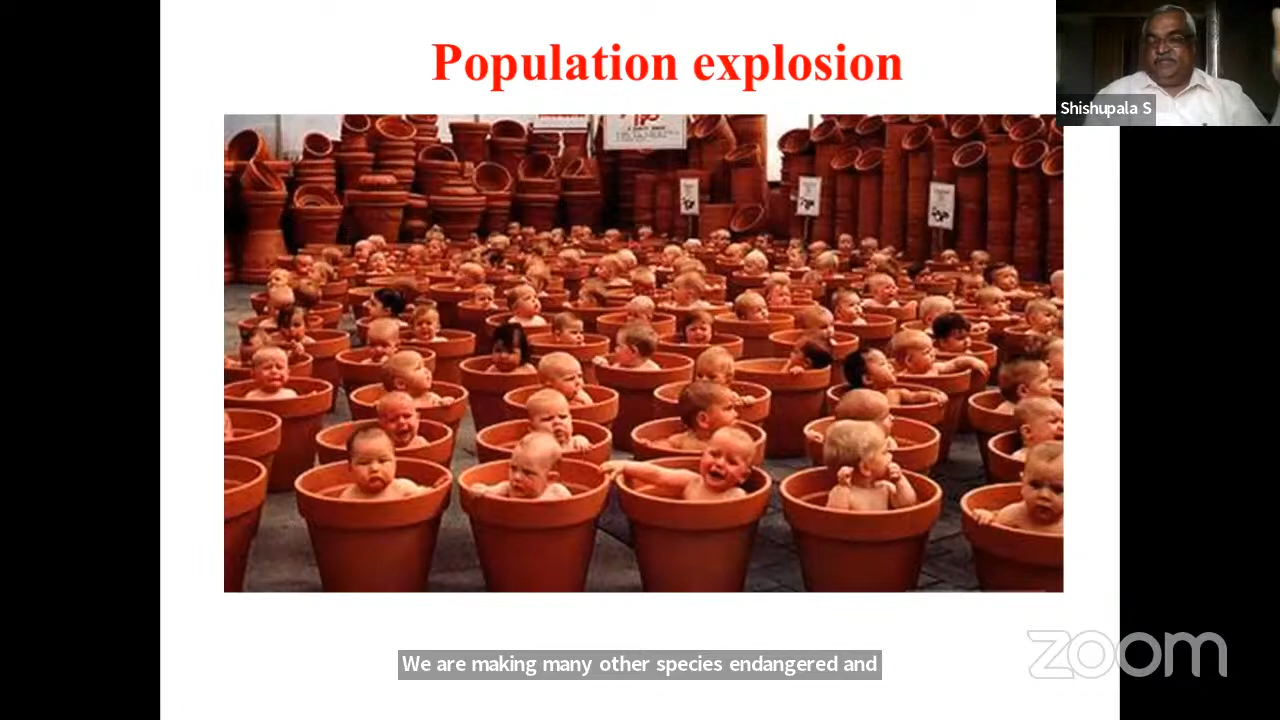 Population explosion
Shishupala S
We are making many other species endangered and
zoom